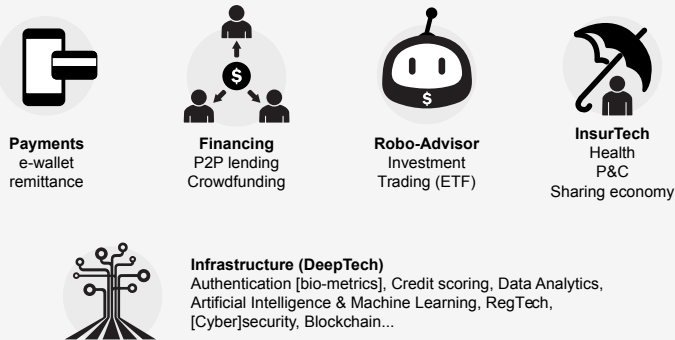 $
$
Payments
e-wallet
remittance
Financing
P2P lending
Crowdfunding
Robo-Advisor
Investment
Trading (ETF)
InsurTech
Health
P&C
Sharing economy
Infrastructure (DeepTech)
Authentication [bio-metrics], Credit scoring, Data Analytics,
Artificial Intelligence & Machine Learning, RegTech,
[Cyber]security, Blockchain...